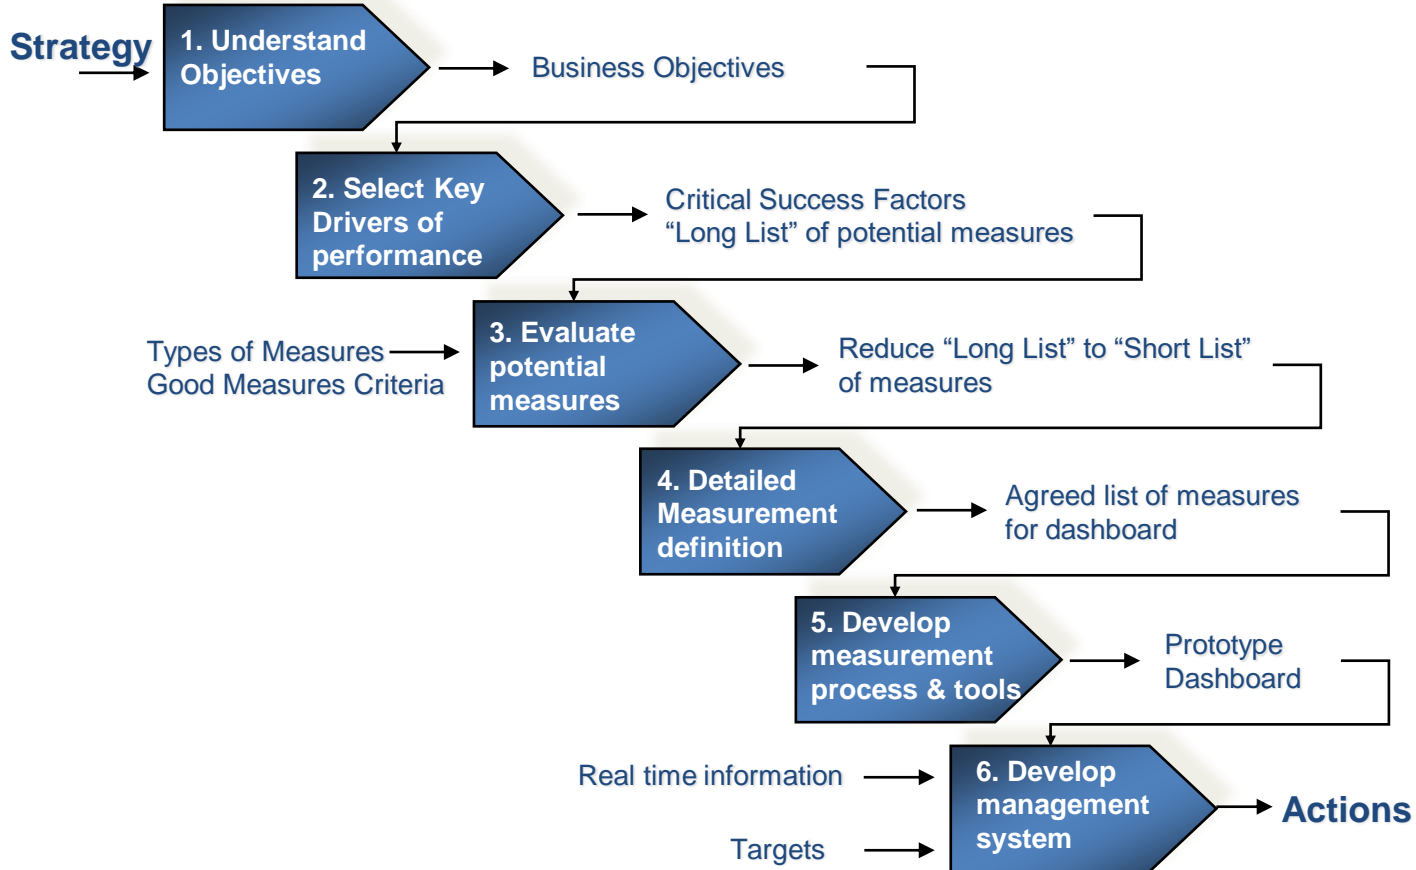 Strategy
1. Understand
Objectives
Business Objectives
2. Select Key
Drivers of
performance
Critical Success Factors
“Long List” of potential measures
Types of Measures
Good Measures Criteria
3. Evaluate
potential
measures
Reduce “Long List” to “Short List”
of measures
4. Detailed
Measurement
definition
Agreed list of measures
for dashboard
5. Develop
measurement
process & tools
Prototype
Dashboard
Real time information
Targets
6. Develop
management
system
Actions